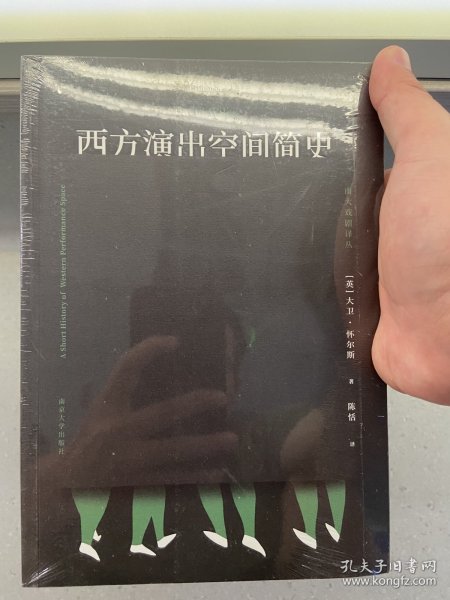 西方演出空间简史
A Short History of Western Performance Space
南大戏剧译丛
[英]大卫·怀尔斯 著
陈恬 译
南京大学出版社
孔夫子旧书网
www.kongfz.com